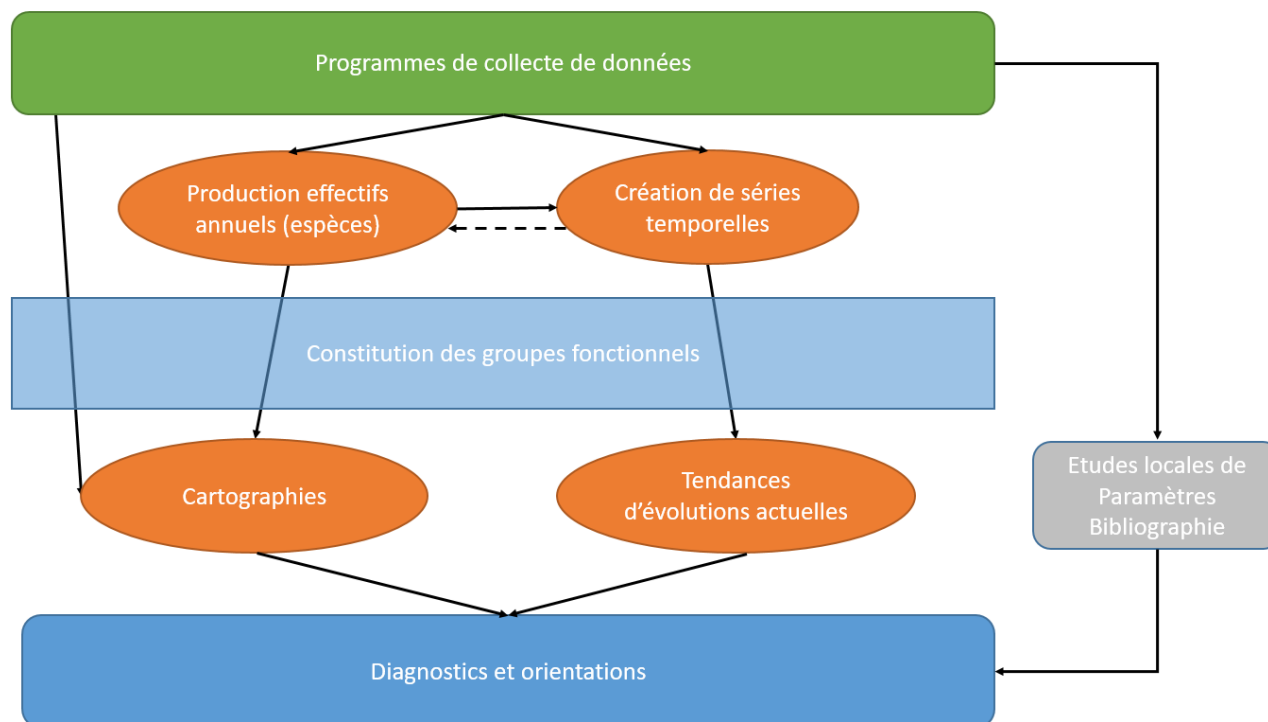 Programmes de collecte de données
Production effectifs
annuels (espèces)
Création de séries
temporelles
Constitution des groupes fonctionnels
Cartographies
Tendances
d'évolutions actuelles
Etudes locales de
Paramètres
Bibliographie
Diagnostics et orientations